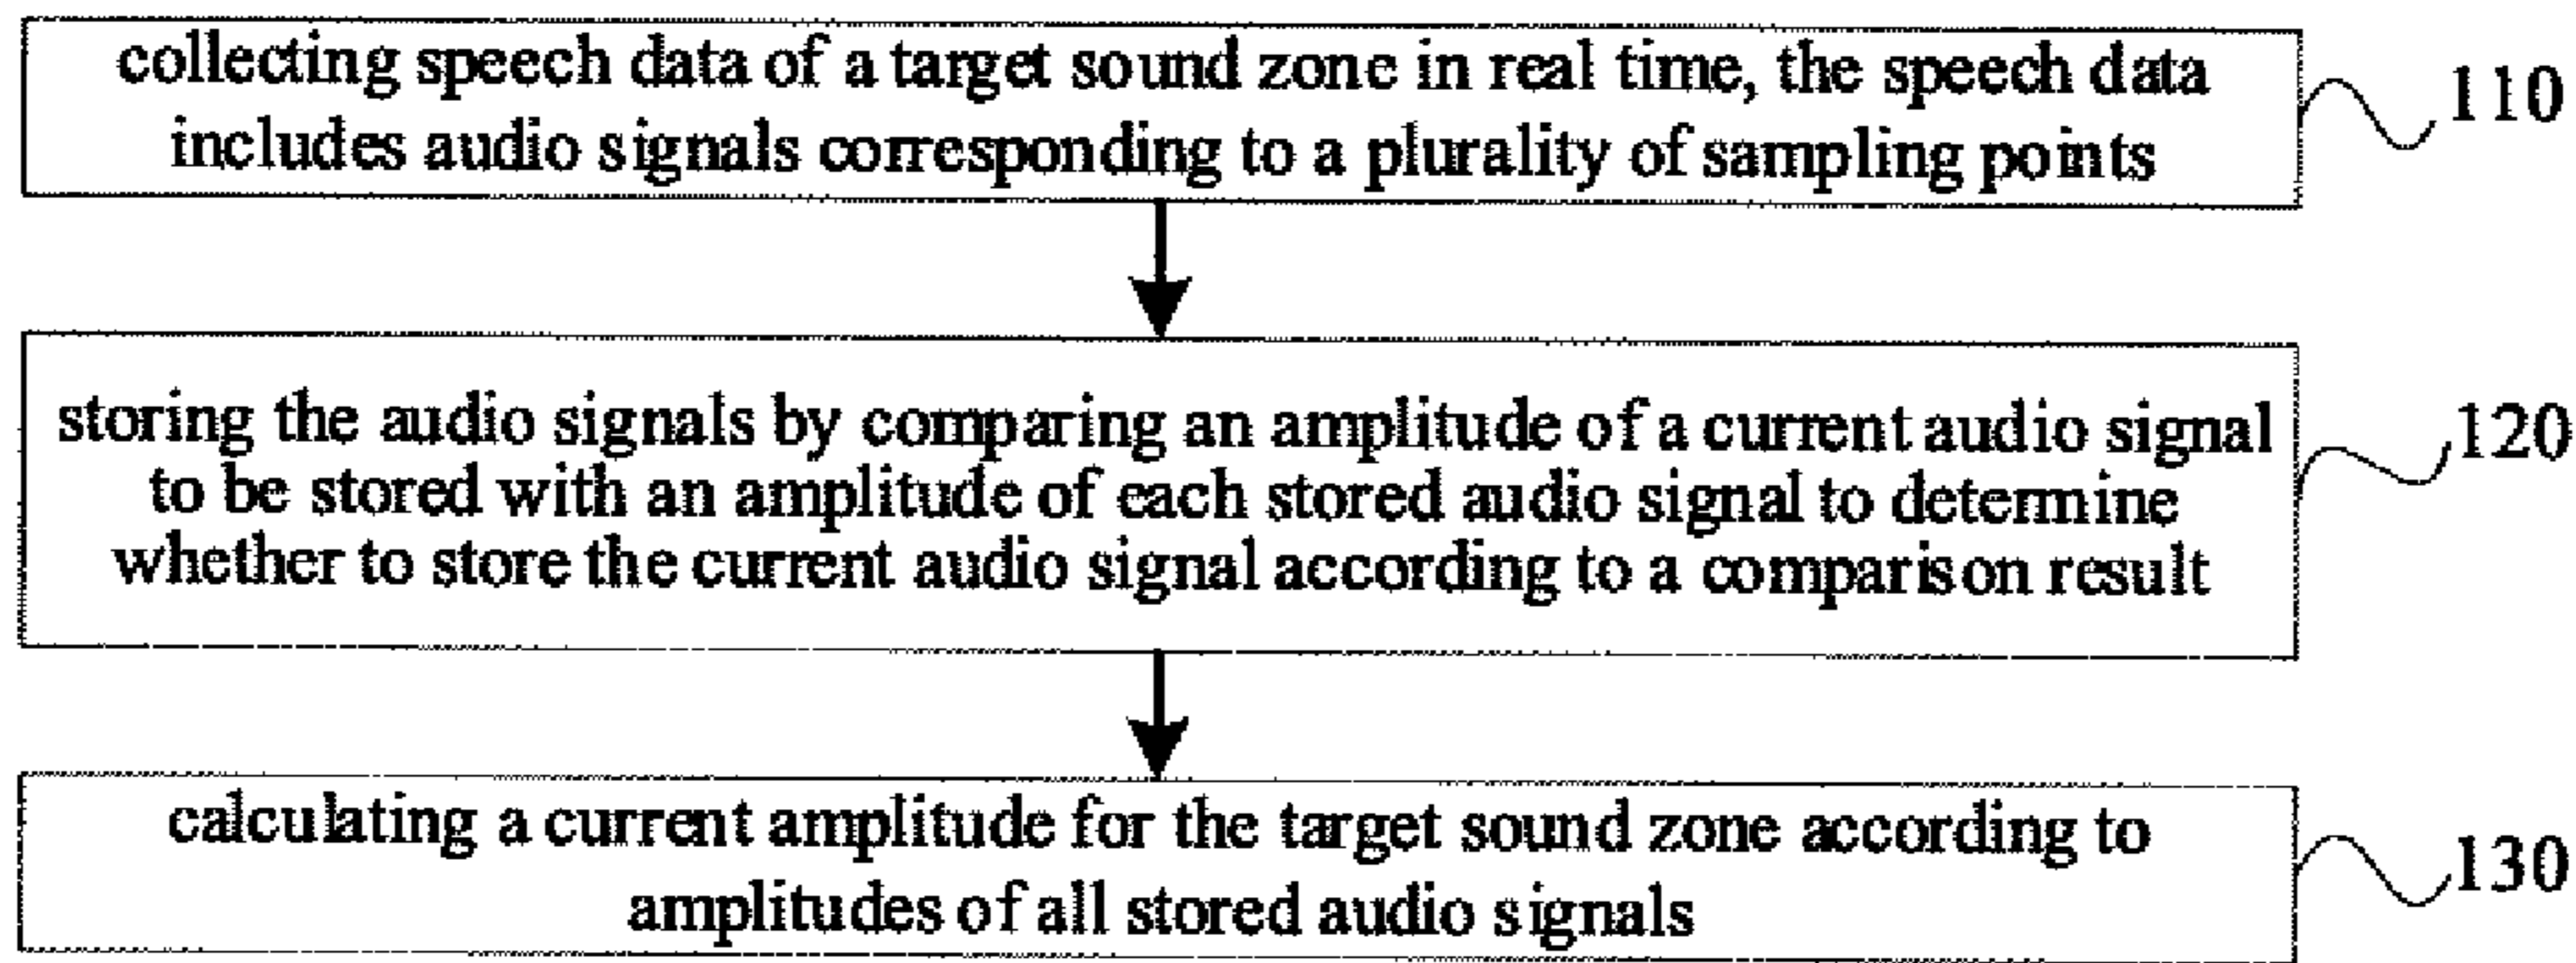 collecting speech data of a target sound zone in real time, the speech data
includes audio signals corresponding to a plurality of sampling points
110
storing the audio signals by comparing an amplitude of a current audio signal
to be stored with an amplitude of each stored audio signal to determine
whether to store the current audio signal according to a comparison result
120
calculating a current amplitude for the target sound zone according to
amplitudes of all stored audio signals
130